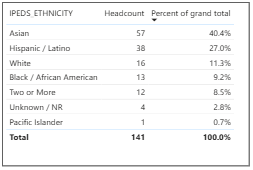 IPEDS_ETHNICITY Headcount Percent of grand total
Asian 57 40.4%
Hispanic / Latino 38 27.0%
White 16 11.3%
Black / African American 13 9.2%
Two or More 12 8.5%
Unknown / NR 4 2.8%
Pacific Islander 1 0.7%
Total 141 100.0%